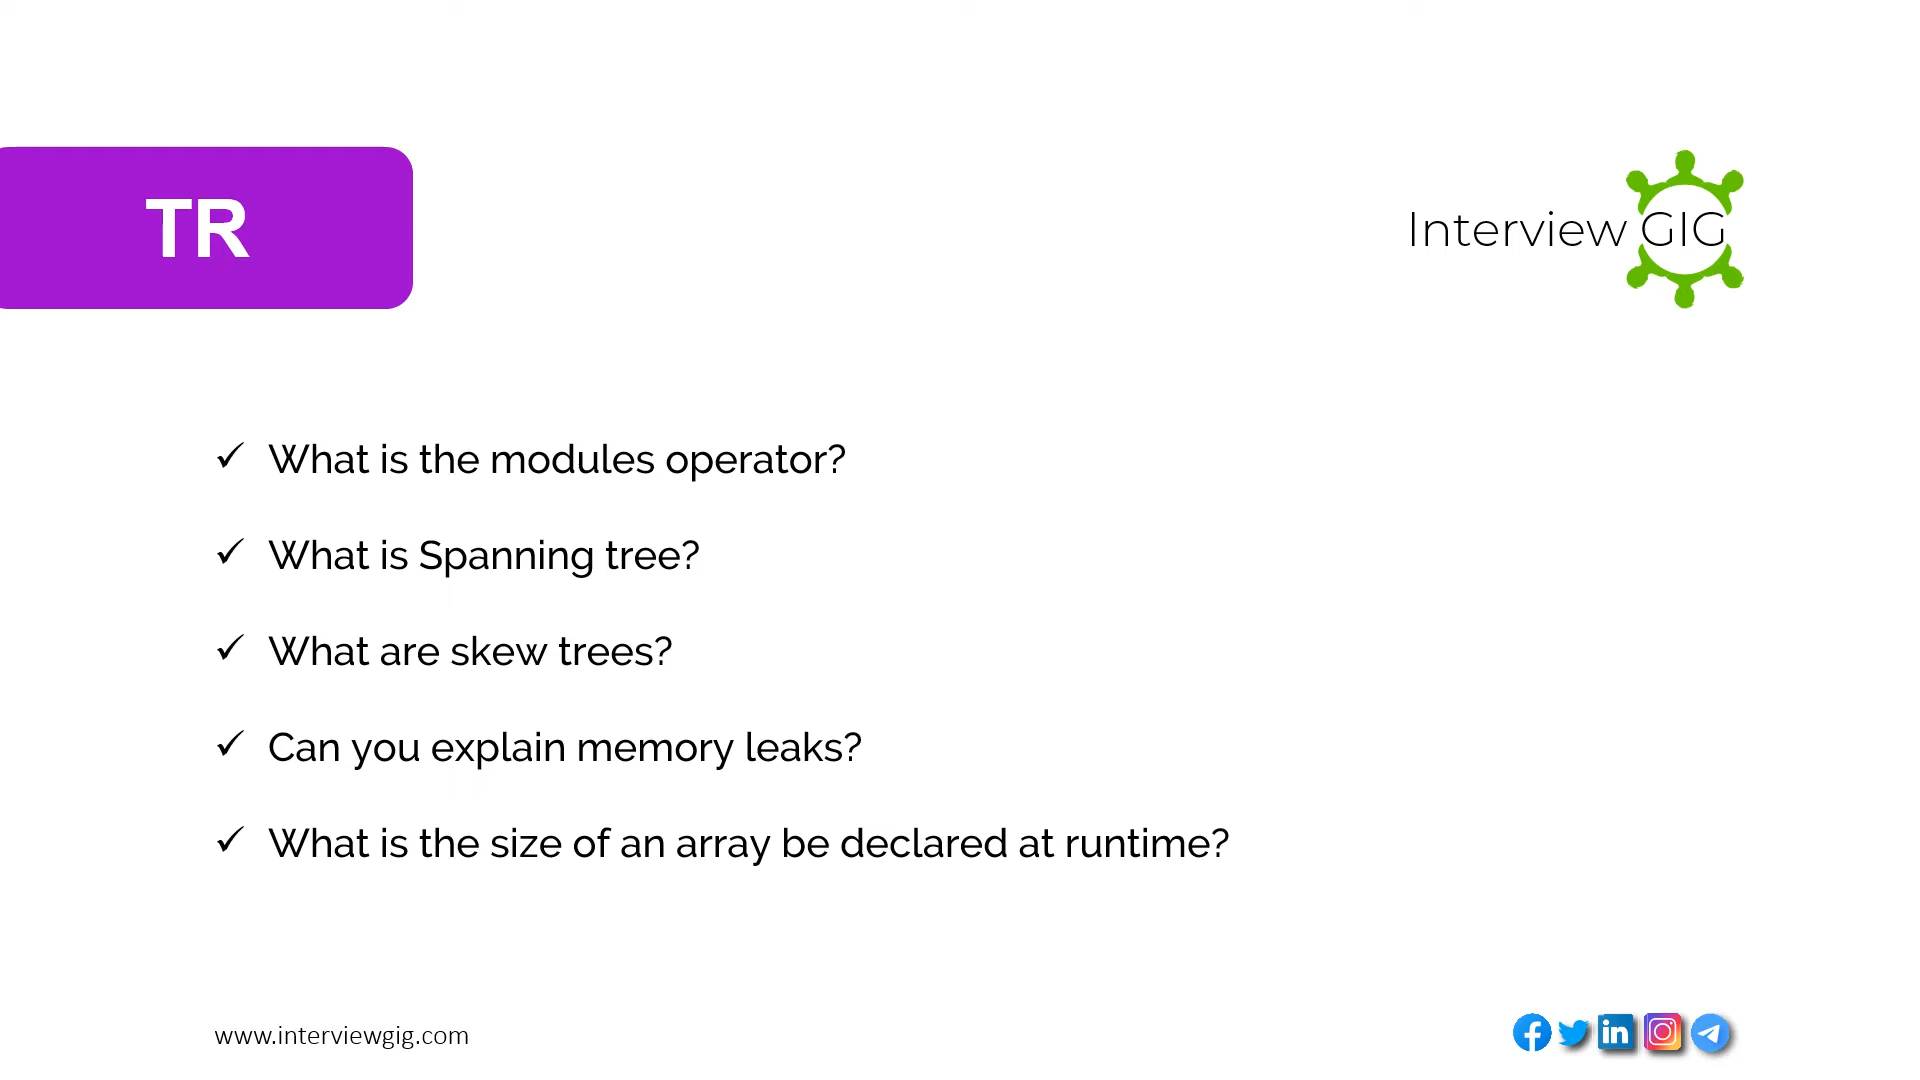 TR
Interview GIG
✓ What is the modules operator?
✓ What is Spanning tree?
✓ What are skew trees?
✓ Can you explain memory leaks?
✓ What is the size of an array be declared at runtime?
www.interviewgig.com